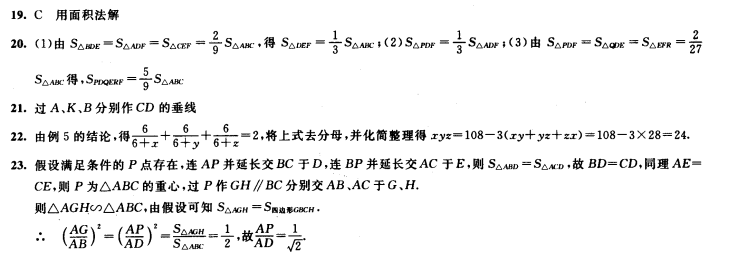 19. C 用面积法解
20. (1)由 S△BDE=S△ADF=S△CEF=2/9 S△ABC,得 S△DEF=1/3 S△ABC;(2)S△PDF=1/3 S△ADF;(3)由 S△PDF=S△QDE=S△EFR=2/27
S△ABC得,SPDQERF=5/9 S△ABC
21. 过 A、K、B 分别作 CD 的垂线
22. 由例 5 的结论,得 6/(6+x)+6/(6+y)+6/(6+z)=2,将上式去分母,并化简整理得 xyz=108-3(xy+yz+zx)=108-3×28=24.
23. 假设满足条件的 P 点存在,连 AP 并延长交 BC 于 D,连 BP 并延长交 AC 于 E,则 S△ABD=S△ACD,故 BD=CD,同理 AE=
CE,则 P 为△ABC 的重心,过 P 作 GH∥BC 分别交 AB、AC 于 G、H.
则△AGH∽△ABC,由假设可知 S△AGH=S四边形GBCH.
∴ (AG/AB)²=(AP/AD)²=S△AGH/S△ABC=1/2,故 AP/AD=1/√2.